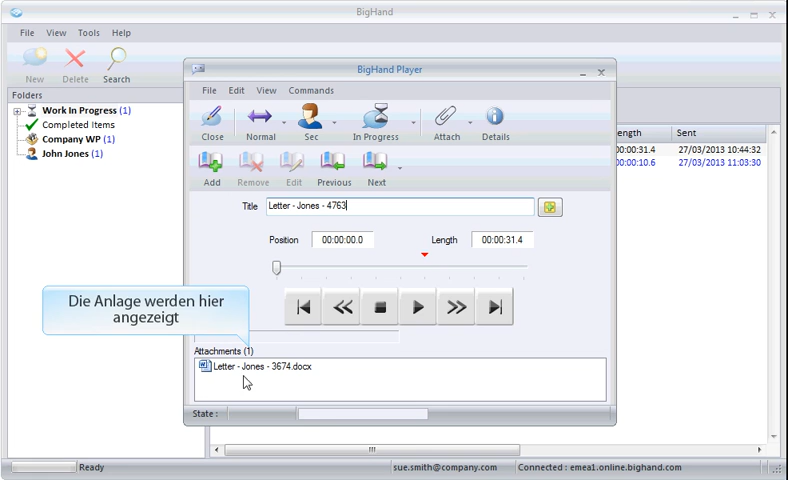 BigHand
File View Tools Help
New Delete Search
Folders
Work In Progress (1)
Completed Items
Company WP (1)
John Jones (1)
BigHand Player
File Edit View Commands
Close Normal Sec In Progress Attach Details
Add Remove Edit Previous Next
Title Letter - Jones - 4763
Position 00:00:00.0 Length 00:00:31.4
Die Anlage werden hier
angezeigt
Attachments (1)
Letter - Jones - 3674.docx
State :
ength Sent
00:00:31.4 27/03/2013 10:44:32
00:00:10.6 27/03/2013 11:03:30
Ready sue.smith@company.com Connected : emea1.online.bighand.com